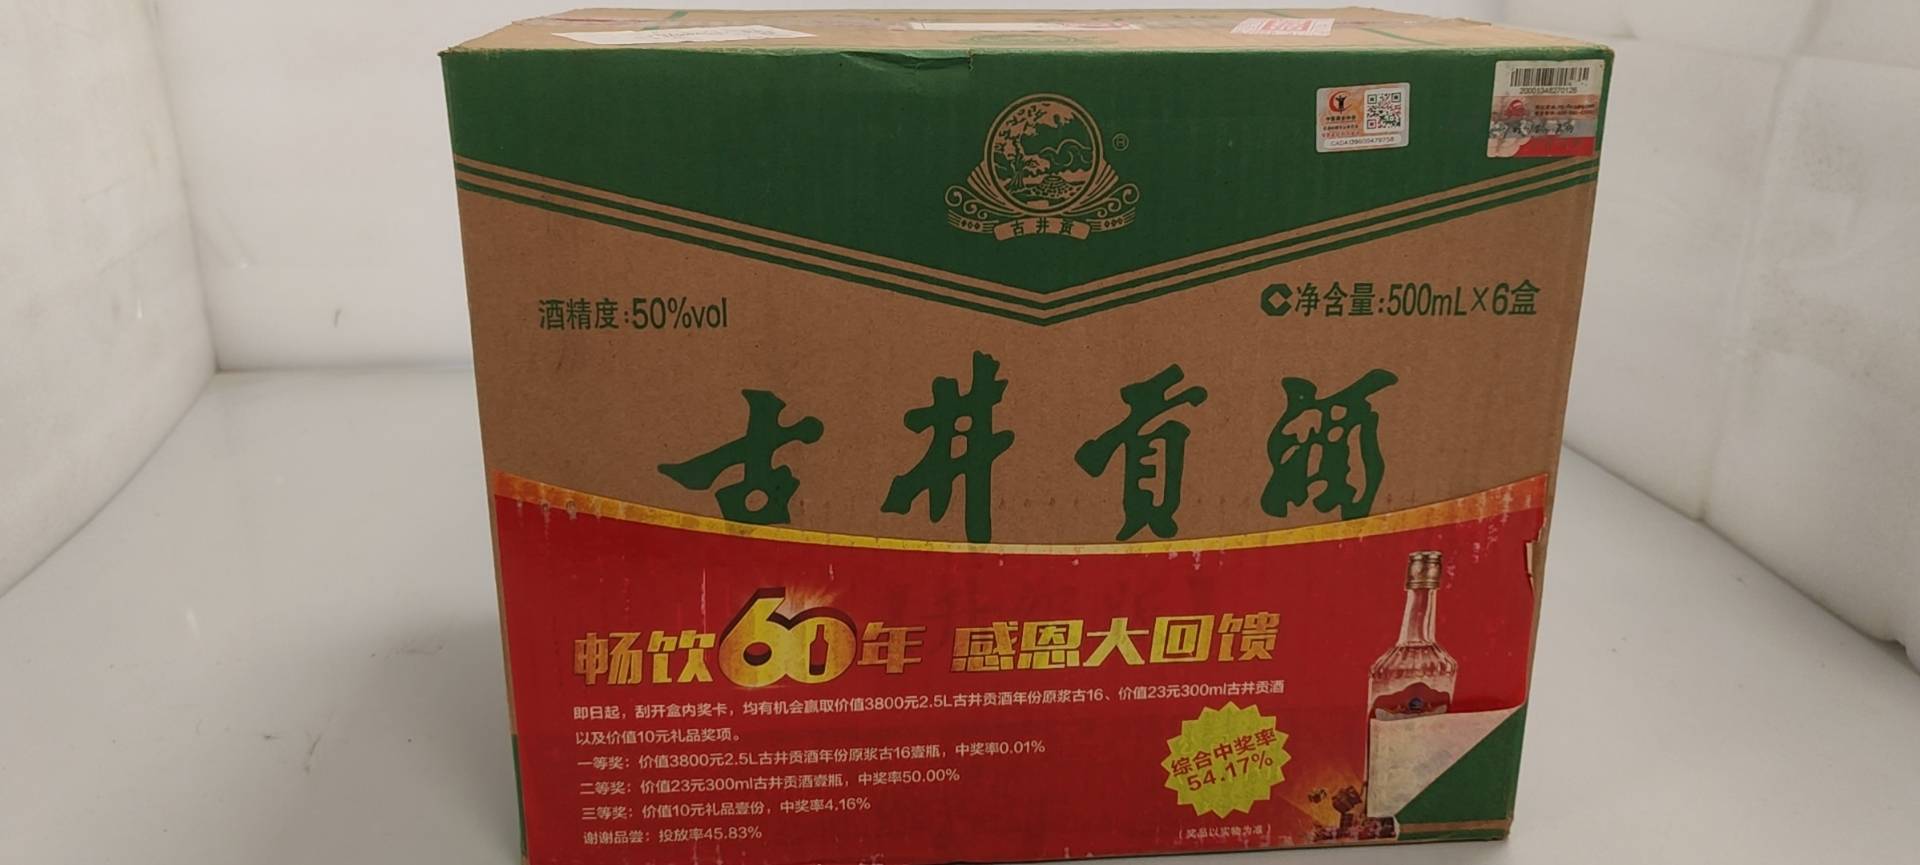 20001348270126
CADA139600479758
古井贡
酒精度:50%vol
净含量:500mL×6盒
古井贡酒
畅饮60年 感恩大回馈
即日起，刮开盒内奖卡，均有机会赢取价值3800元2.5L古井贡酒年份原浆古16、价值23元300ml古井贡酒
以及价值10元礼品奖项。
一等奖：价值3800元2.5L古井贡酒年份原浆古16壹瓶，中奖率0.01%
二等奖：价值23元300ml古井贡酒壹瓶，中奖率50.00%
三等奖：价值10元礼品壹份，中奖率4.16%
谢谢品尝：投放率45.83%
综合中奖率
54.17%
（奖品以实物为准）